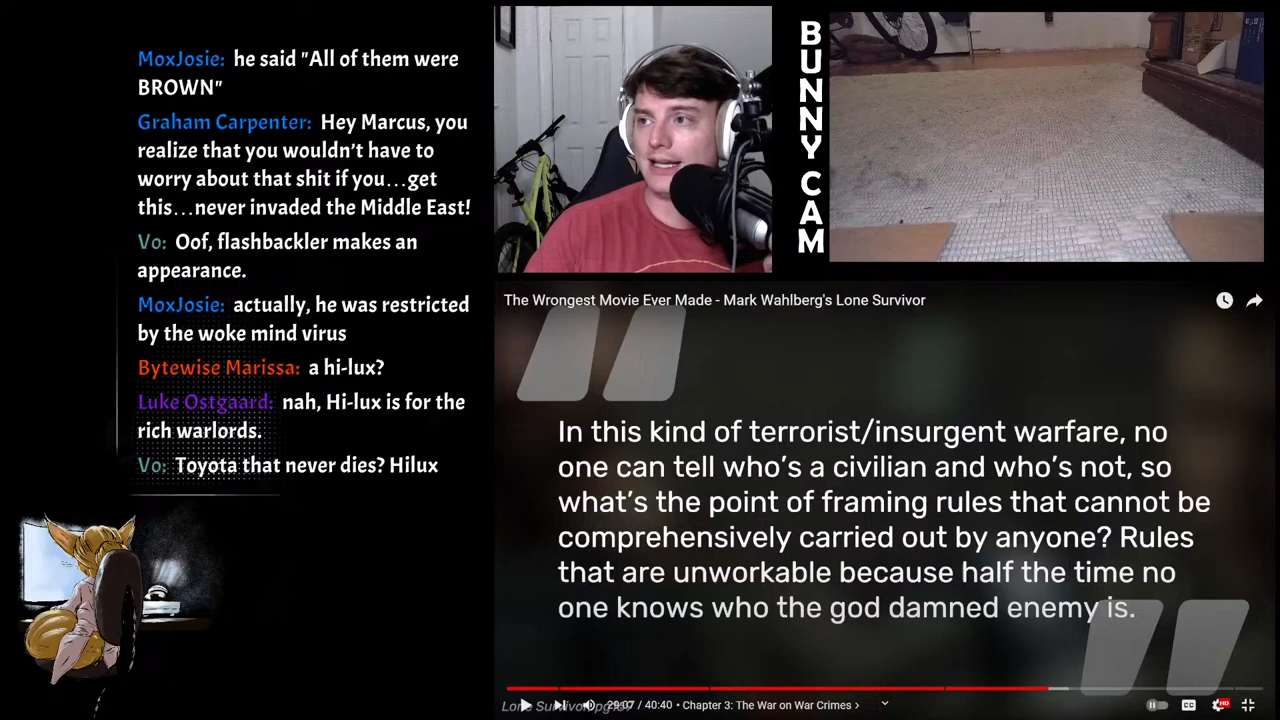 MoxJosie: he said "All of them were
BROWN"
Graham Carpenter: Hey Marcus, you
realize that you wouldn't have to
worry about that shit if you...get
this...never invaded the Middle East!
Vo: Oof, flashbackler makes an
appearance.
MoxJosie: actually, he was restricted
by the woke mind virus
Bytewise Marissa: a hi-lux?
Luke Ostgaard: nah, Hi-lux is for the
rich warlords.
Vo: Toyota that never dies? Hilux
BUNNY CAM
The Wrongest Movie Ever Made - Mark Wahlberg's Lone Survivor
In this kind of terrorist/insurgent warfare, no
one can tell who's a civilian and who's not, so
what's the point of framing rules that cannot be
comprehensively carried out by anyone? Rules
that are unworkable because half the time no
one knows who the god damned enemy is.
29:07 / 40:40 • Chapter 3: The War on War Crimes >
CC
HD